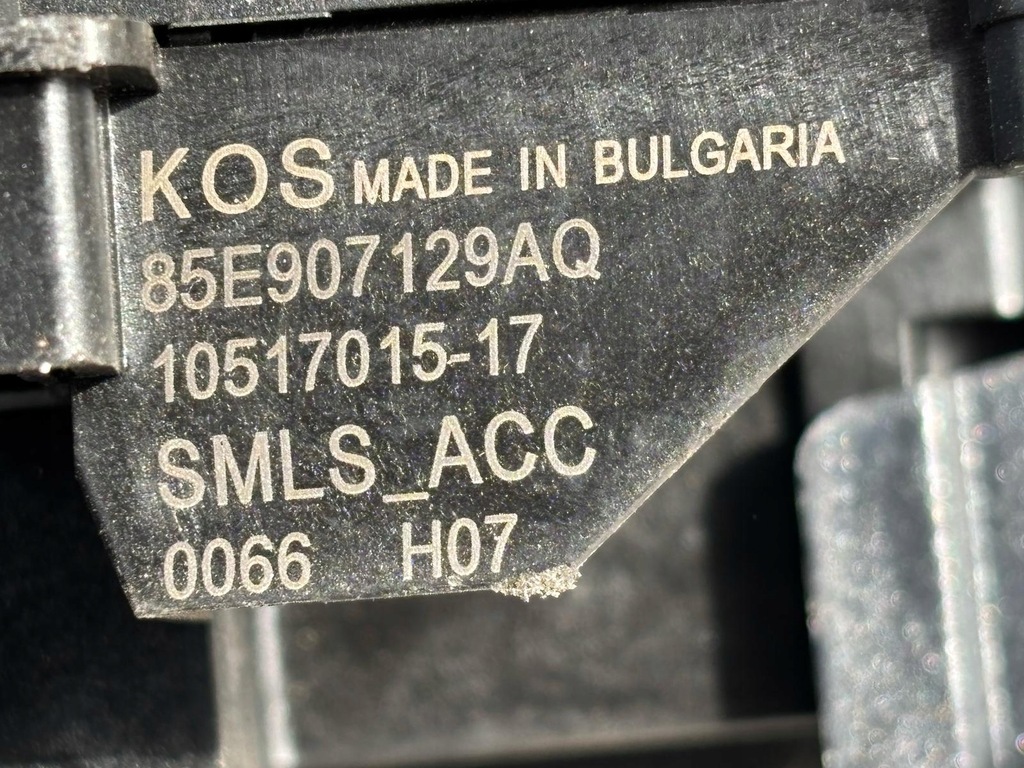 KOS MADE IN BULGARIA
85E907129AQ
10517015-17
SMLS_ACC
0066 H07